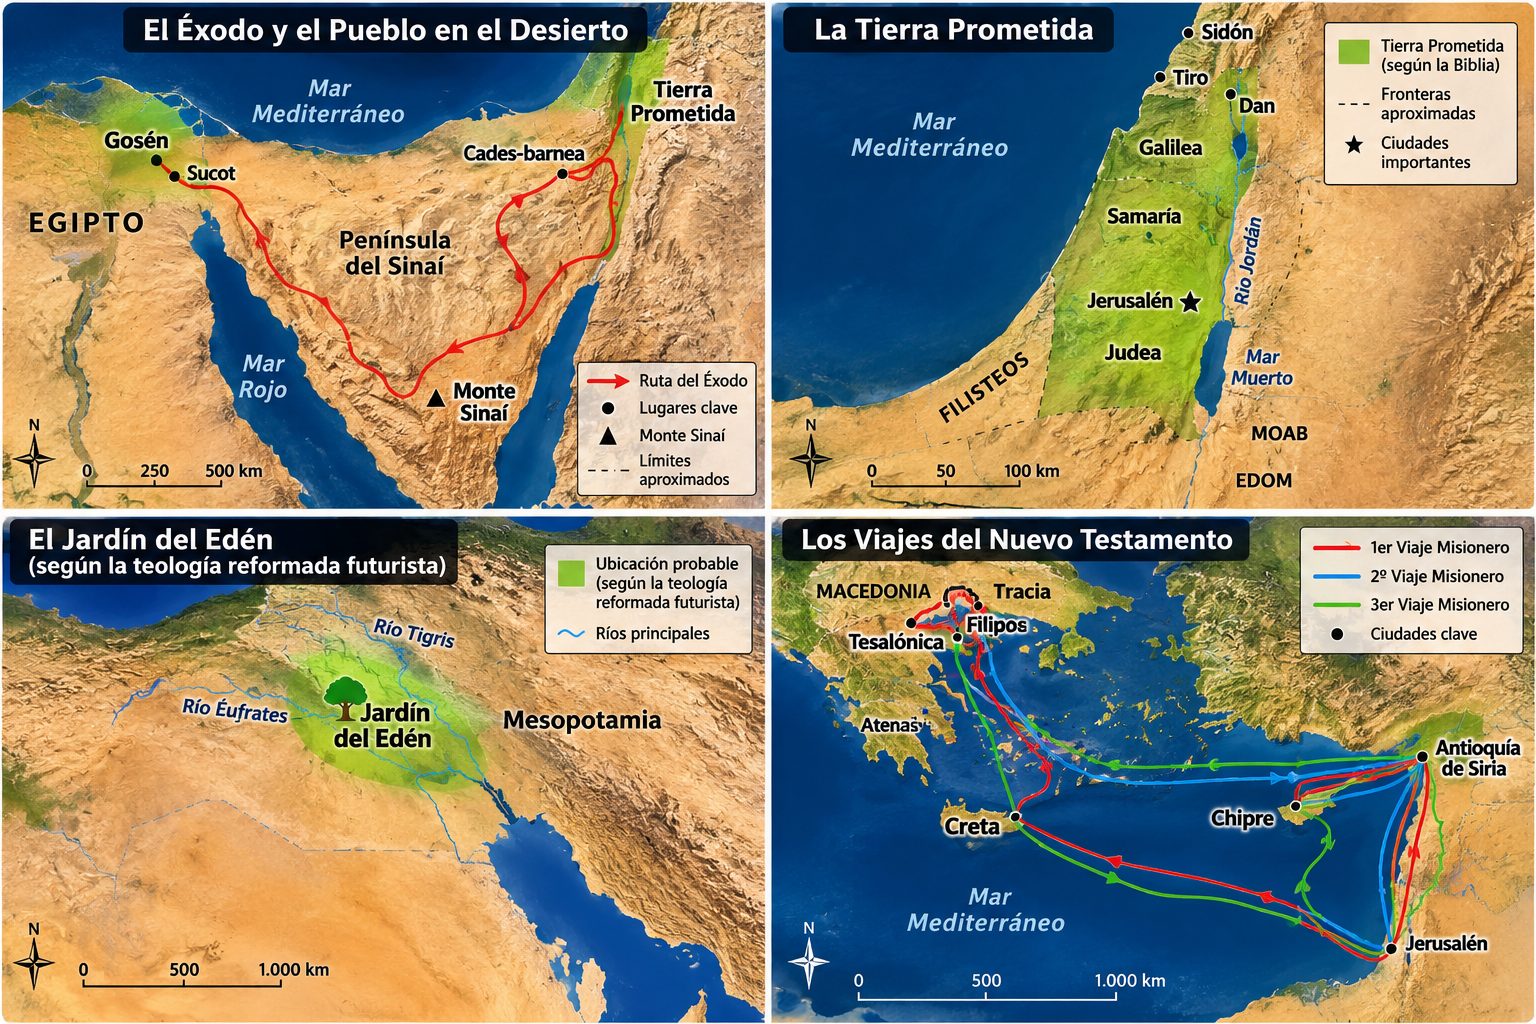 El Éxodo y el Pueblo en el Desierto
Mar
Mediterráneo
Tierra
Prometida
Gosén
Sucot
Cades-barnea
EGIPTO
Península
del Sinaí
Mar
Rojo
Monte
Sinaí
Ruta del Éxodo
Lugares clave
Monte Sinaí
Límites
aproximados
N
0 250 500 km
La Tierra Prometida
Sidón
Tiro
Dan
Mar
Mediterráneo
Galilea
Samaría
Jerusalén
Judea
Rio Jordán
Mar
Muerto
FILISTEOS
MOAB
EDOM
Tierra Prometida
(según la Biblia)
Fronteras
aproximadas
Ciudades
importantes
N
0 50 100 km
El Jardín del Edén
(según la teología reformada futurista)
Ubicación probable
(según la teología
reformada futurista)
Ríos principales
Río Tigris
Río Éufrates
Jardín
del Edén
Mesopotamia
N
0 500 1.000 km
Los Viajes del Nuevo Testamento
1er Viaje Misionero
2º Viaje Misionero
3er Viaje Misionero
Ciudades clave
MACEDONIA
Tracia
Filipos
Tesalónica
Atenas
Antioquía
de Siria
Chipre
Creta
Mar
Mediterráneo
Jerusalén
N
0 500 1.000 km